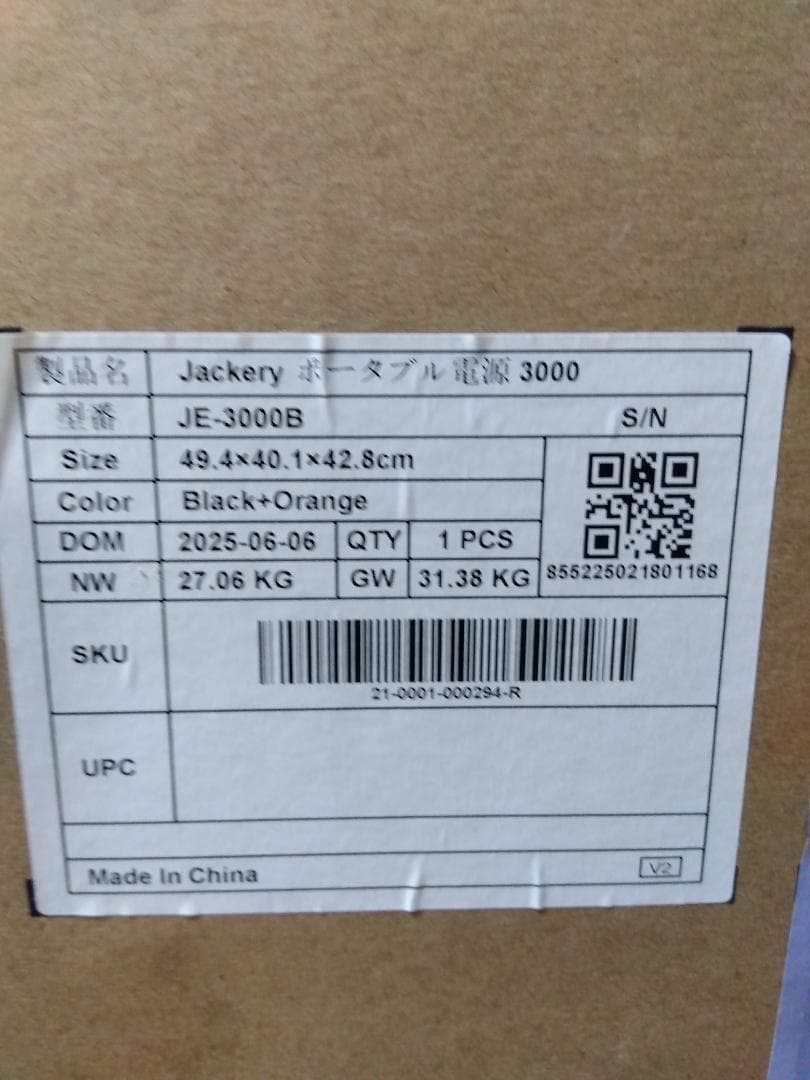 製品名 Jackery ポータブル電源 3000
型番 JE-3000B S/N
Size 49.4×40.1×42.8cm
Color Black+Orange
DOM 2025-06-06 QTY 1 PCS
NW 27.06 KG GW 31.38 KG 855225021801168
SKU
21-0001-000294-R
UPC
Made In China V2